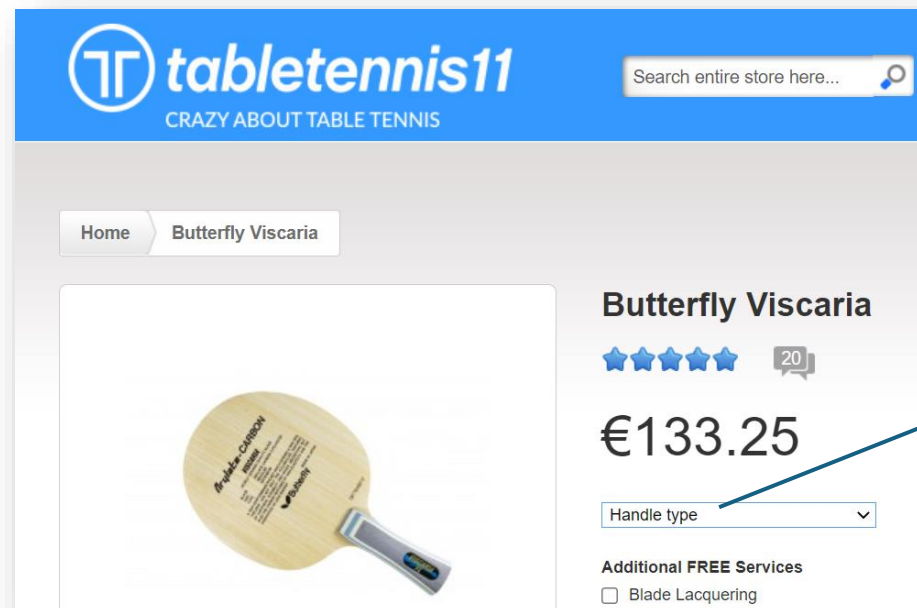 tabletennis11
CRAZY ABOUT TABLE TENNIS
Search entire store here...
Home
Butterfly Viscaria
Butterfly Viscaria
20
€133.25
Handle type
Additional FREE Services
Blade Lacquering
Arylate-CARBON
VISCARIA
Butterfly